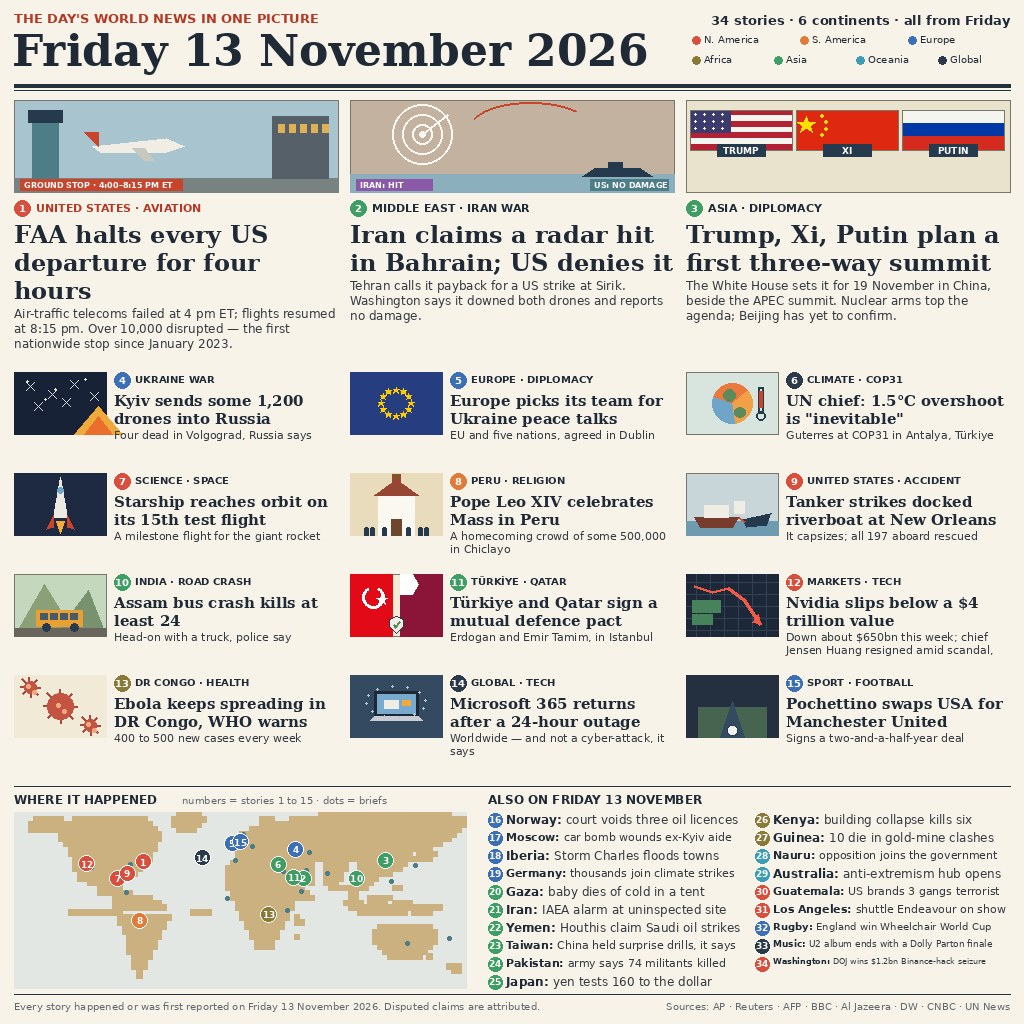 THE DAY'S WORLD NEWS IN ONE PICTURE
Friday 13 November 2026
34 stories · 6 continents · all from Friday
N. America
S. America
Europe
Africa
Asia
Oceania
Global
GROUND STOP · 4:00–8:15 PM ET
IRAN: HIT
US: NO DAMAGE
TRUMP
XI
PUTIN
1 UNITED STATES · AVIATION
FAA halts every US
departure for four
hours
Air-traffic telecoms failed at 4 pm ET; flights resumed
at 8:15 pm. Over 10,000 disrupted — the first
nationwide stop since January 2023.
2 MIDDLE EAST · IRAN WAR
Iran claims a radar hit
in Bahrain; US denies it
Tehran calls it payback for a US strike at Sirik.
Washington says it downed both drones and reports
no damage.
3 ASIA · DIPLOMACY
Trump, Xi, Putin plan a
first three-way summit
The White House sets it for 19 November in China,
beside the APEC summit. Nuclear arms top the
agenda; Beijing has yet to confirm.
4 UKRAINE WAR
Kyiv sends some 1,200
drones into Russia
Four dead in Volgograd, Russia says
5 EUROPE · DIPLOMACY
Europe picks its team for
Ukraine peace talks
EU and five nations, agreed in Dublin
6 CLIMATE · COP31
UN chief: 1.5°C overshoot
is "inevitable"
Guterres at COP31 in Antalya, Türkiye
7 SCIENCE · SPACE
Starship reaches orbit on
its 15th test flight
A milestone flight for the giant rocket
8 PERU · RELIGION
Pope Leo XIV celebrates
Mass in Peru
A homecoming crowd of some 500,000
in Chiclayo
9 UNITED STATES · ACCIDENT
Tanker strikes docked
riverboat at New Orleans
It capsizes; all 197 aboard rescued
10 INDIA · ROAD CRASH
Assam bus crash kills at
least 24
Head-on with a truck, police say
11 TÜRKİYE · QATAR
Türkiye and Qatar sign a
mutual defence pact
Erdogan and Emir Tamim, in Istanbul
12 MARKETS · TECH
Nvidia slips below a $4
trillion value
Down about $650bn this week; chief
Jensen Huang resigned amid scandal,
13 DR CONGO · HEALTH
Ebola keeps spreading in
DR Congo, WHO warns
400 to 500 new cases every week
14 GLOBAL · TECH
Microsoft 365 returns
after a 24-hour outage
Worldwide — and not a cyber-attack, it
says
15 SPORT · FOOTBALL
Pochettino swaps USA for
Manchester United
Signs a two-and-a-half-year deal
WHERE IT HAPPENED
numbers = stories 1 to 15 · dots = briefs
12
7
9
1
14
5
15
4
6
11
2
10
3
13
8
ALSO ON FRIDAY 13 NOVEMBER
16 Norway: court voids three oil licences
17 Moscow: car bomb wounds ex-Kyiv aide
18 Iberia: Storm Charles floods towns
19 Germany: thousands join climate strikes
20 Gaza: baby dies of cold in a tent
21 Iran: IAEA alarm at uninspected site
22 Yemen: Houthis claim Saudi oil strikes
23 Taiwan: China held surprise drills, it says
24 Pakistan: army says 74 militants killed
25 Japan: yen tests 160 to the dollar
26 Kenya: building collapse kills six
27 Guinea: 10 die in gold-mine clashes
28 Nauru: opposition joins the government
29 Australia: anti-extremism hub opens
30 Guatemala: US brands 3 gangs terrorist
31 Los Angeles: shuttle Endeavour on show
32 Rugby: England win Wheelchair World Cup
33 Music: U2 album ends with a Dolly Parton finale
34 Washington: DOJ wins $1.2bn Binance-hack seizure
Every story happened or was first reported on Friday 13 November 2026. Disputed claims are attributed.
Sources: AP · Reuters · AFP · BBC · Al Jazeera · DW · CNBC · UN News